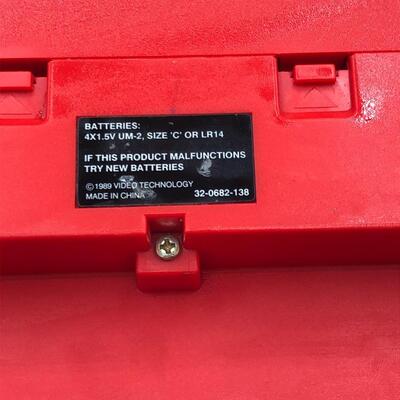 BATTERIES:
4X1.5V UM-2, SIZE 'C' OR LR14
IF THIS PRODUCT MALFUNCTIONS
TRY NEW BATTERIES
© 1989 VIDEO TECHNOLOGY
MADE IN CHINA 32-0682-138